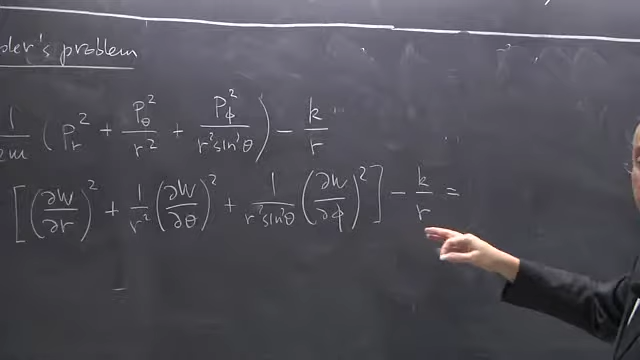 pler's problem
1/2m ( P_r^2 + P_θ^2/r^2 + P_ϕ^2/(r^2 sin^2θ) ) − k/r
[ (∂W/∂r)^2 + 1/r^2 (∂W/∂θ)^2 + 1/(r^2 sin^2θ) (∂W/∂ϕ)^2 ] − k/r =